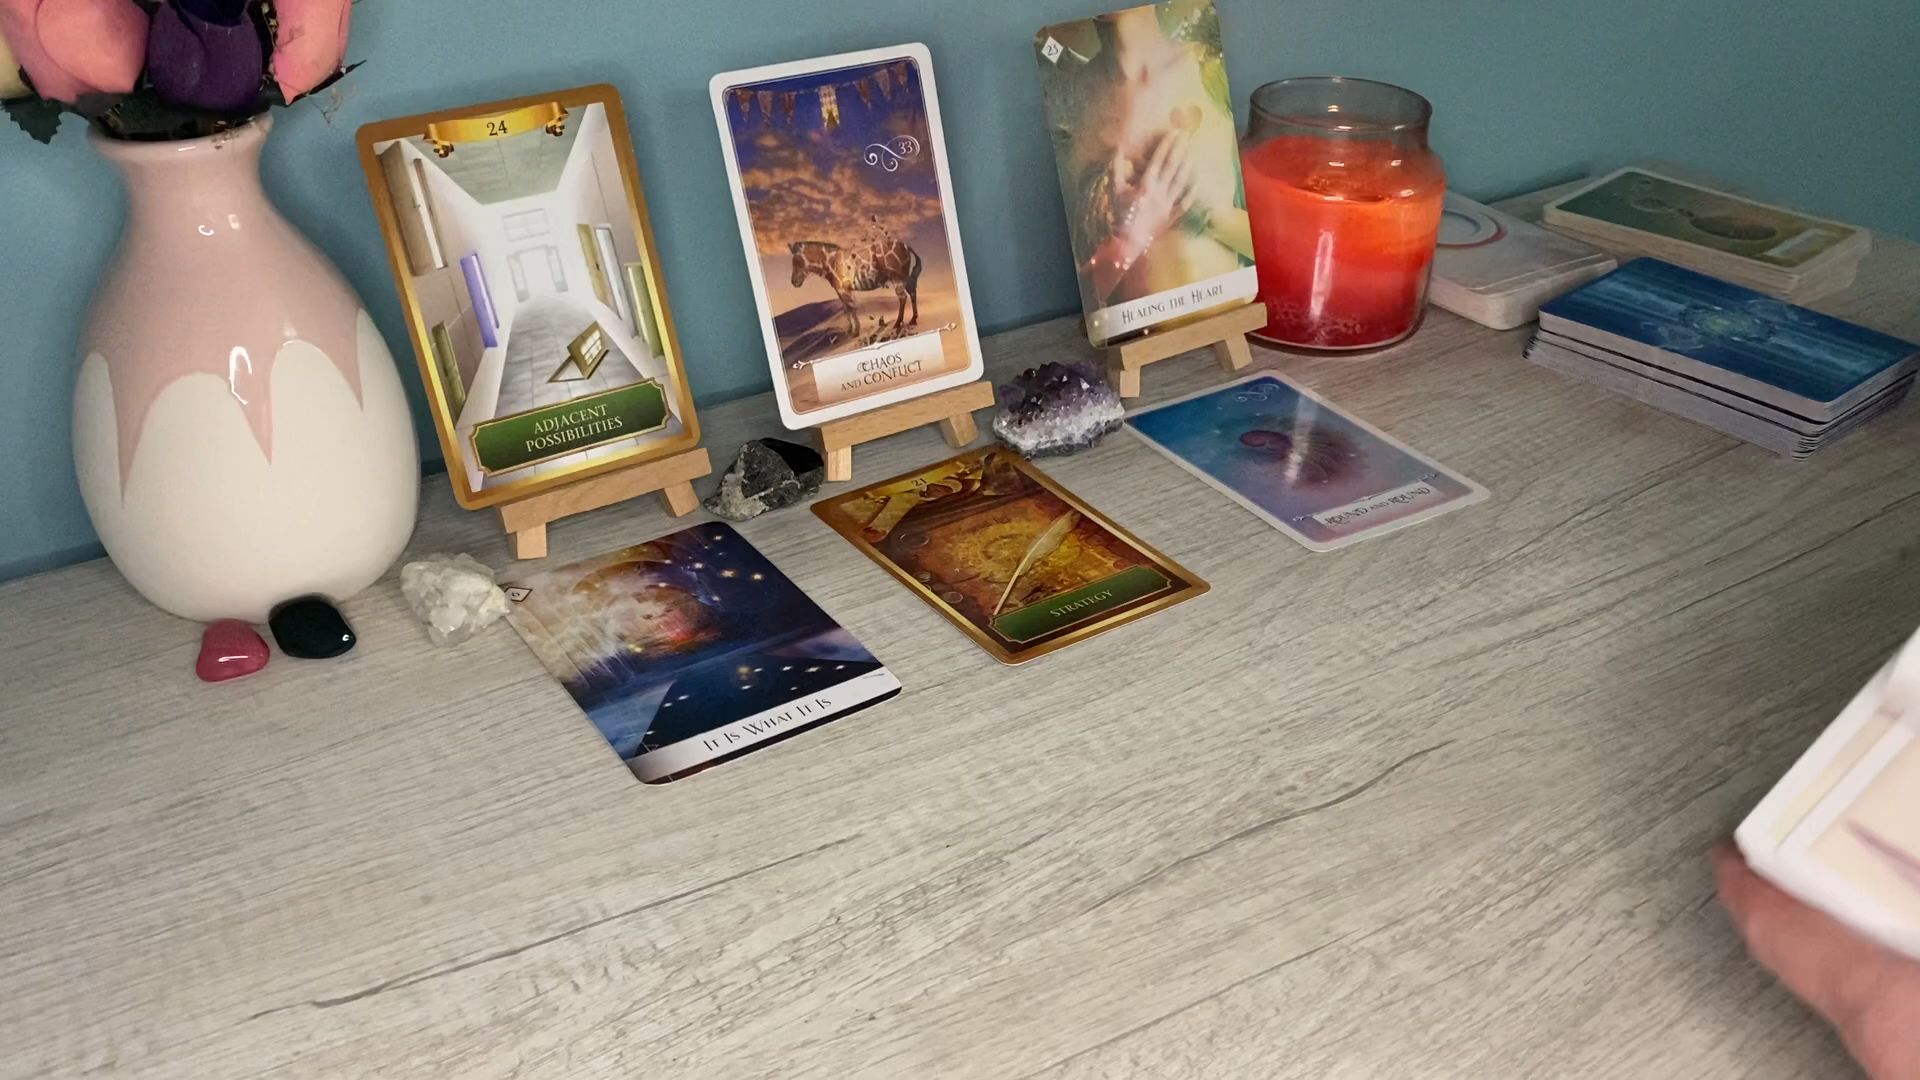 24
ADJACENT
POSSIBILITIES
33
CHAOS
AND CONFLICT
25
HEALING THE HEART
IT IS WHAT IT IS
21
STRATEGY
ROUND AND ROUND